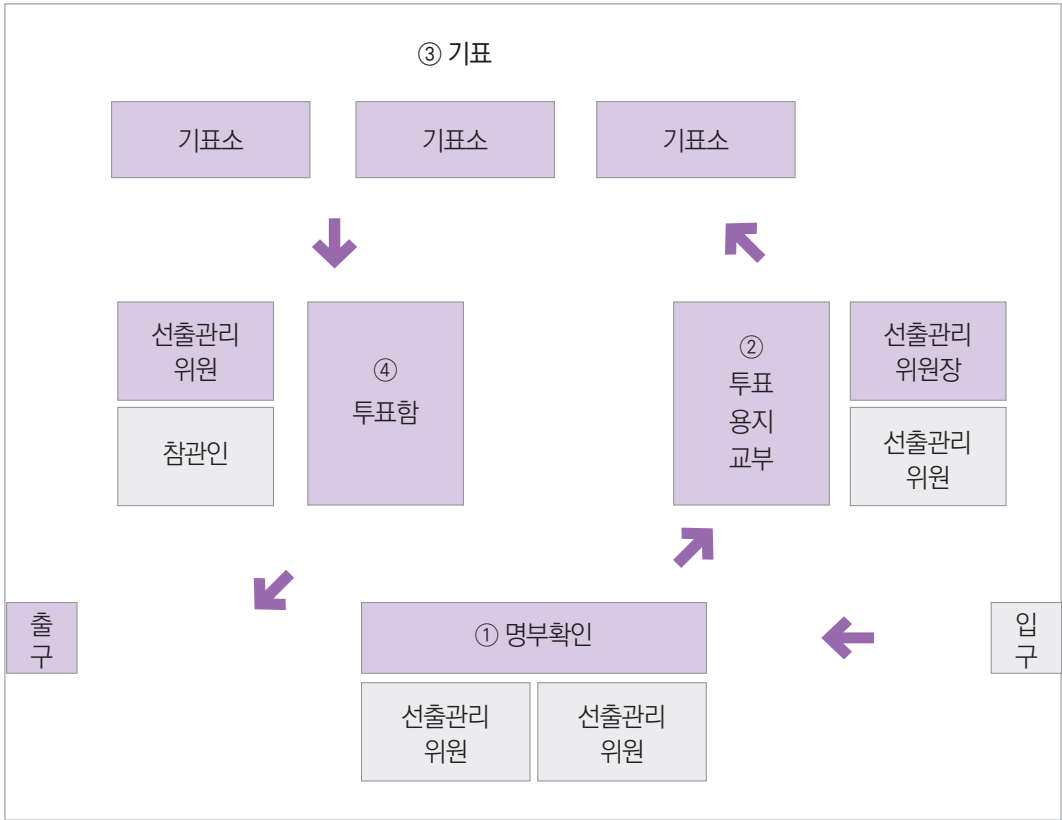 ③ 기표
기표소
기표소
기표소
선출관리
위원
참관인
④
투표함
②
투표
용지
교부
선출관리
위원장
선출관리
위원
출
구
① 명부확인
입
구
선출관리
위원
선출관리
위원